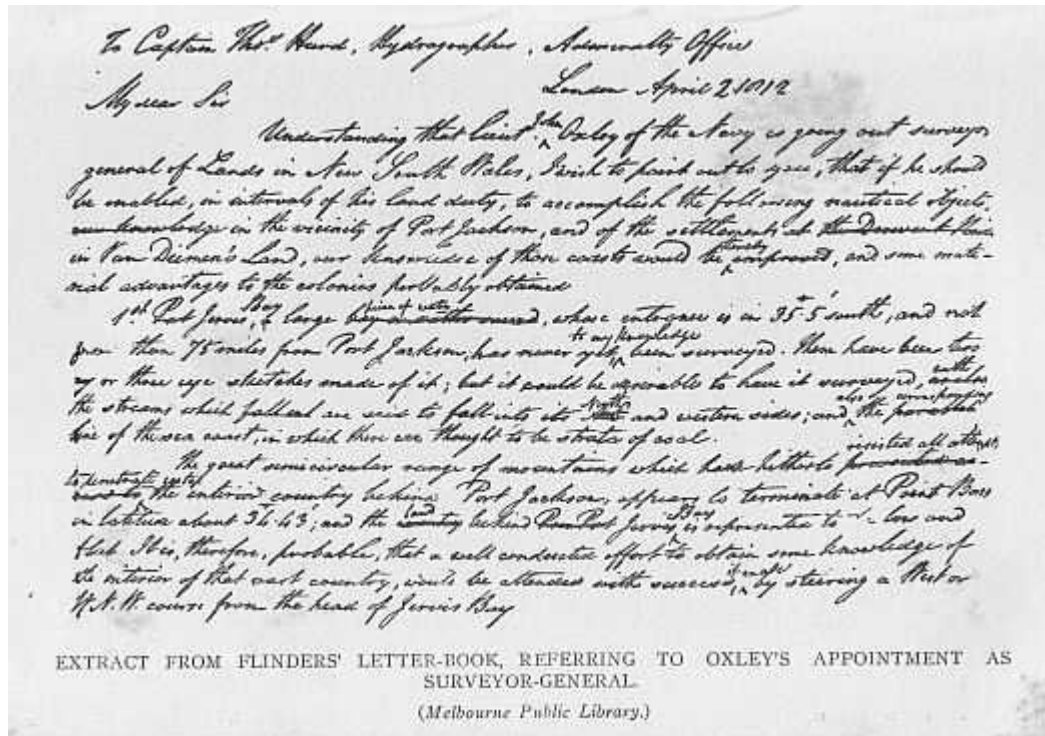 To Captain Thos. Hurd, Hydrographer, Admiralty Office
London April 2 1812
My dear Sir
Understanding that Lieut. John Oxley of the Navy is going out surveyor
general of Lands in New South Wales, I wish to point out to you, that if he should
be enabled, in intervals of his land duty, to accomplish the following nautical objects,
our knowledge in the vicinity of Port Jackson, and of the settlements at the Derwent
in Van Diemen's Land, our knowledge of those coasts would be thereby improved, and some mate-
rial advantages to the colonies probably obtained
1st Port Jervis, Bay a large piece of water, whose entrance is in 35° 5' south, and not
more than 75 miles from Port Jackson, has never yet, to my knowledge been surveyed. There have been two
or three eye sketches made of it; but it would be desirable to have it surveyed, with
the streams which are said to fall into its North and western sides; and also the corresponding
line of the sea coast, in which there are thought to be strata of coal.
The great semicircular range of mountains which have hitherto resisted all attempts
to penetrate into the interior country behind Port Jackson, appears to terminate at Point Bass
in latitude about 34° 43'; and the land behind Port Jervis Bay is represented to be low and
flat. It is, therefore, probable, that a well conducted effort to obtain some knowledge of
the interior of that vast country, would be attended with success, if made by steering a West or
W.N.W. course from the head of Jervis Bay
EXTRACT FROM FLINDERS' LETTER-BOOK, REFERRING TO OXLEY'S APPOINTMENT AS
SURVEYOR-GENERAL.
(Melbourne Public Library.)